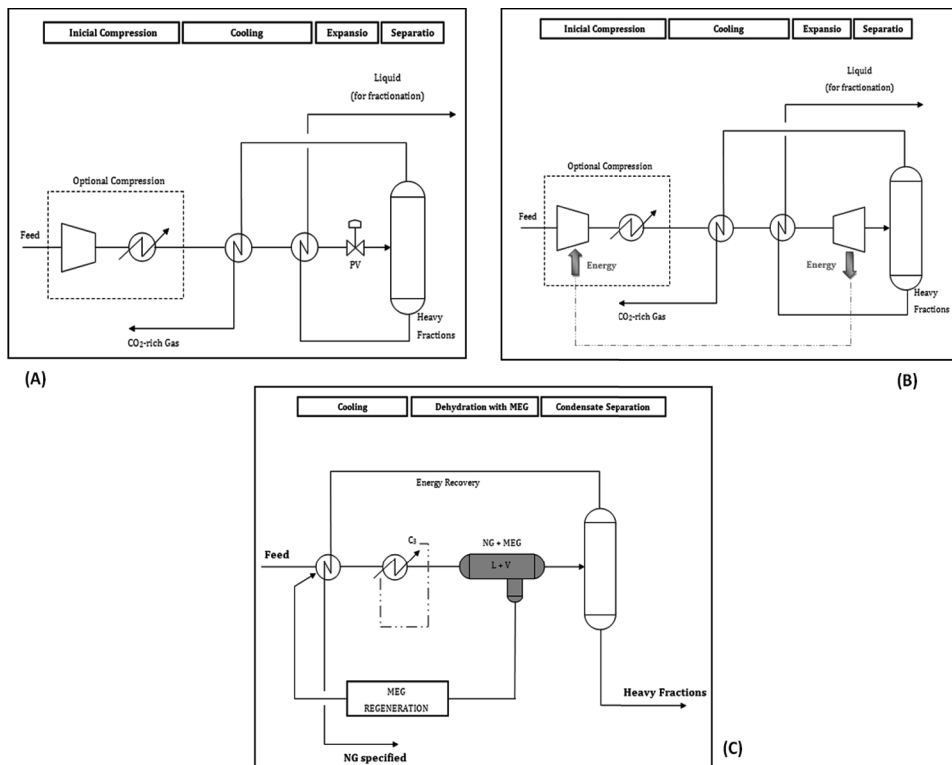 Inicial Compression Cooling Expansio Separatio
Liquid
(for fractionation)
Optional Compression
Feed
PV
Heavy
Fractions
CO₂-rich Gas
(A)
Inicial Compression Cooling Expansio Separatio
Liquid
(for fractionation)
Optional Compression
Feed
Energy Energy
Heavy
Fractions
CO₂-rich Gas
(B)
Cooling Dehydration with MEG Condensate Separation
Energy Recovery
C₃
NG + MEG
Feed
L + V
MEG
REGENERATION
Heavy Fractions
NG specified
(C)